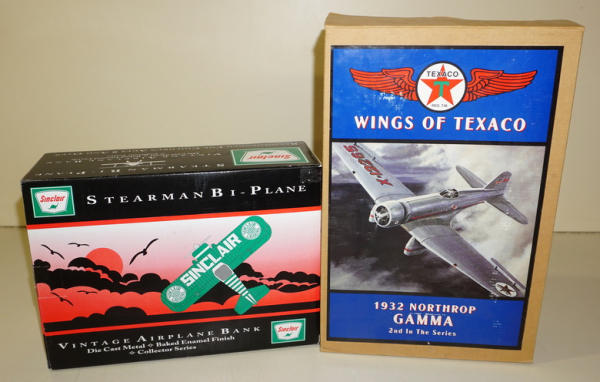 Sinclair
Sinclair
STEARMAN BI-PLANE
SINCLAIR
VINTAGE AIRPLANE BANK
Die Cast Metal Baked Enamel Finish
Collector Series
Sinclair
TEXACO
T
REG. T.M.
WINGS OF TEXACO
1932 NORTHROP
GAMMA
2nd In The Series